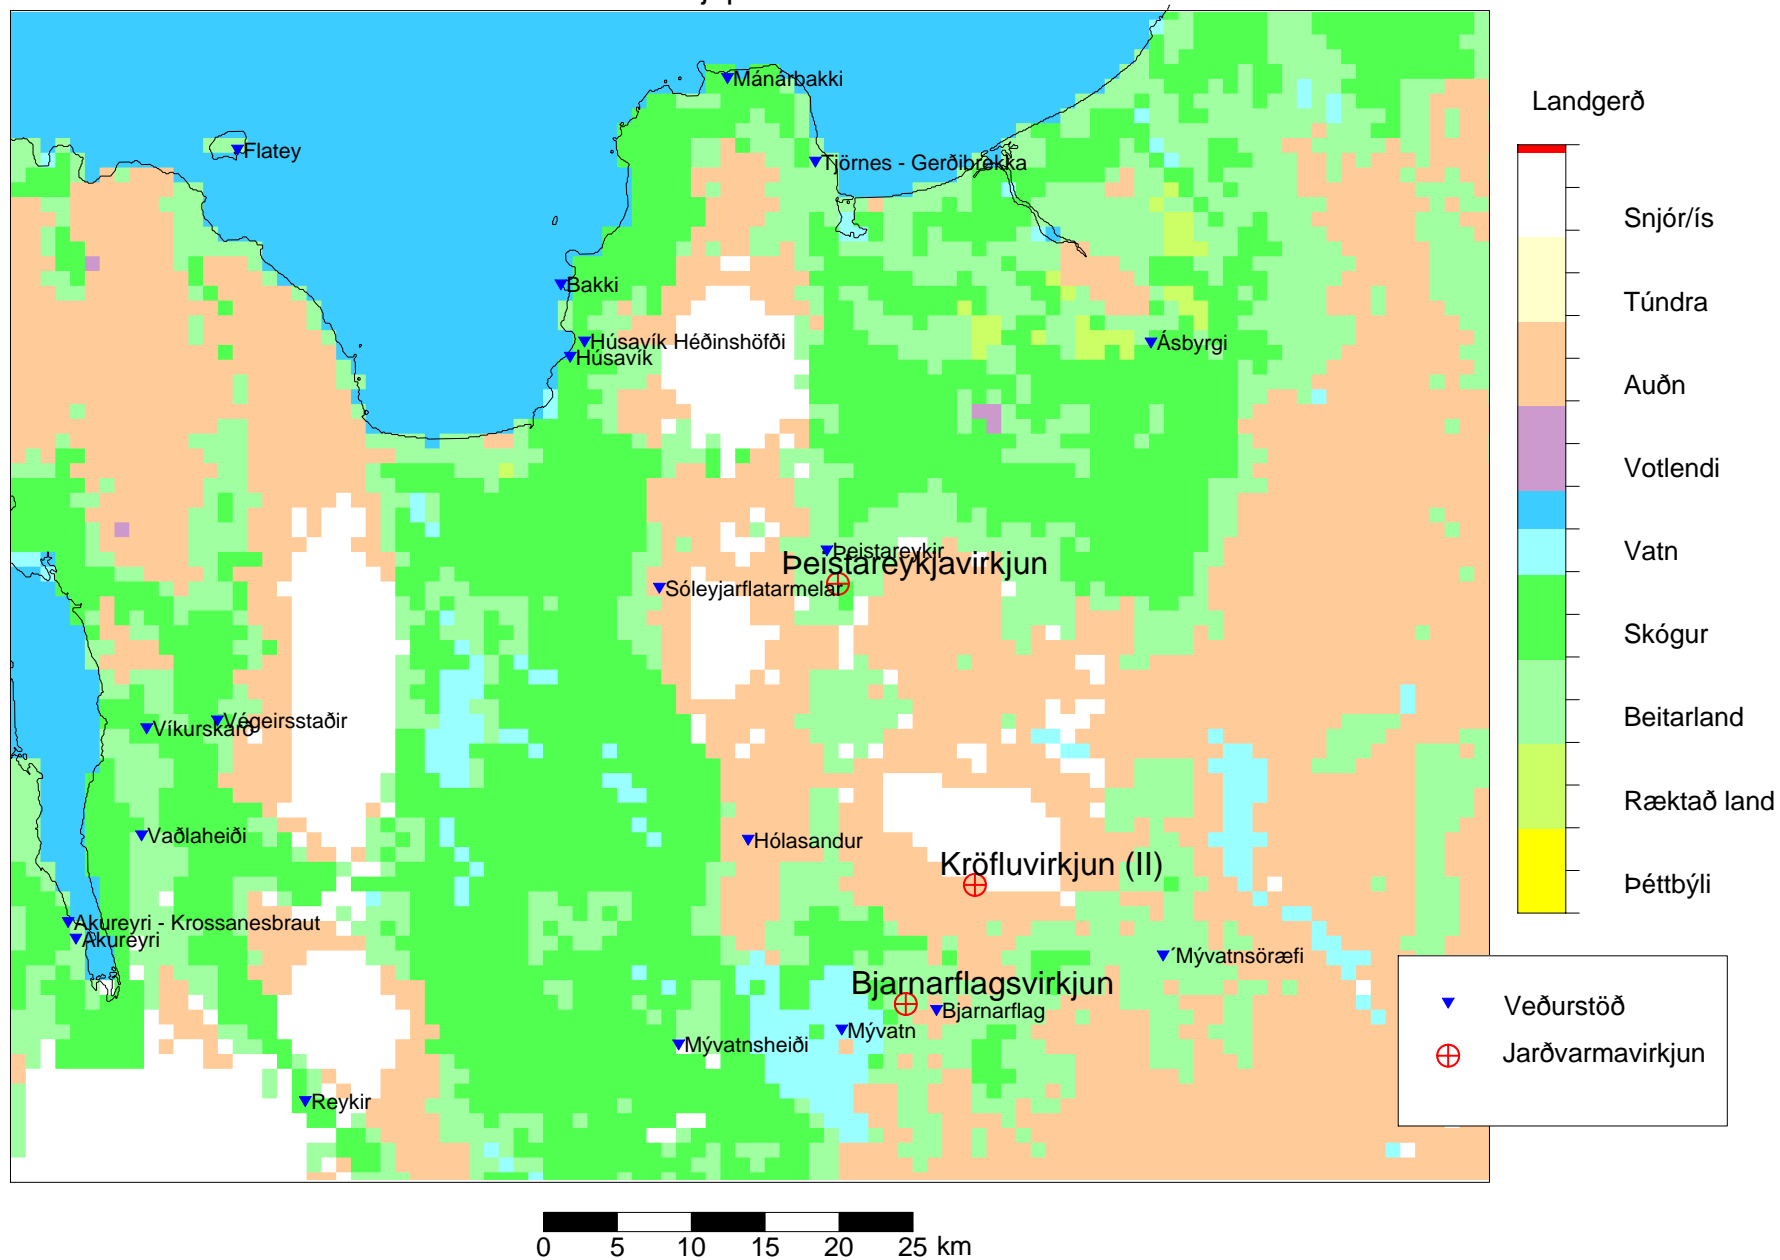 Landgerð
Mánárbakki
Flatey
Tjörnes - Gerðibrekka
Snjór/ís
Bakki
Túndra
Húsavík Héðinshöfði
Ásbyrgi
Húsavík
Auðn
Votlendi
Þeistareykir
Þeistareykjavirkjun
Vatn
Sóleyjarflatarmelar
Skógur
Végeirsstaðir
Víkurskarð
Beitarland
Ræktað land
Vaðlaheiði
Hólasandur
Kröfluvirkjun (II)
Þéttbýli
Akureyri - Krossanesbraut
Akureyri
Mývatnsöræfi
Bjarnarflagsvirkjun
Bjarnarflag
Veðurstöð
Mývatn
Mývatnsheiði
Jarðvarmavirkjun
Reykir
0 5 10 15 20 25 km